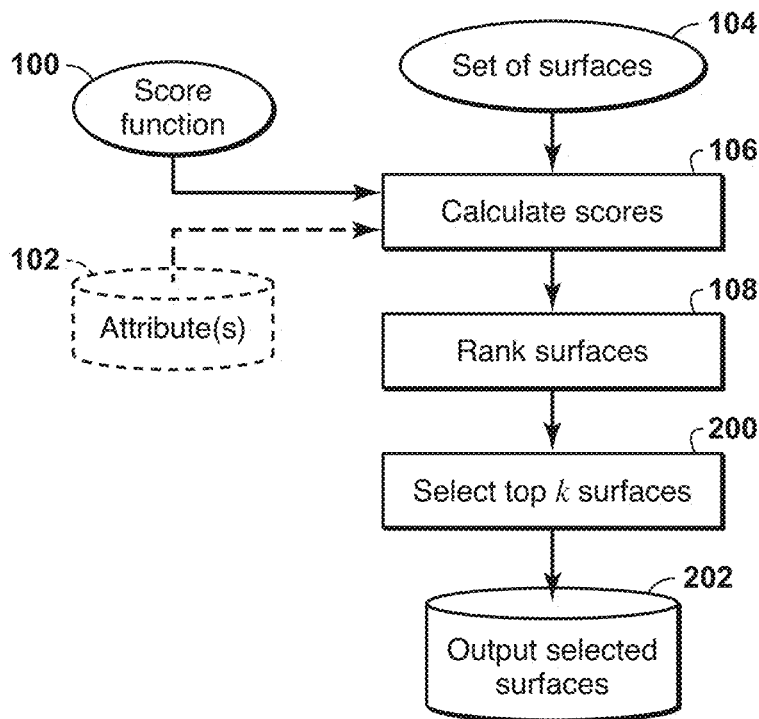 104
Set of surfaces
100
Score
function
106
Calculate scores
102
Attribute(s)
108
Rank surfaces
200
Select top k surfaces
202
Output selected
surfaces